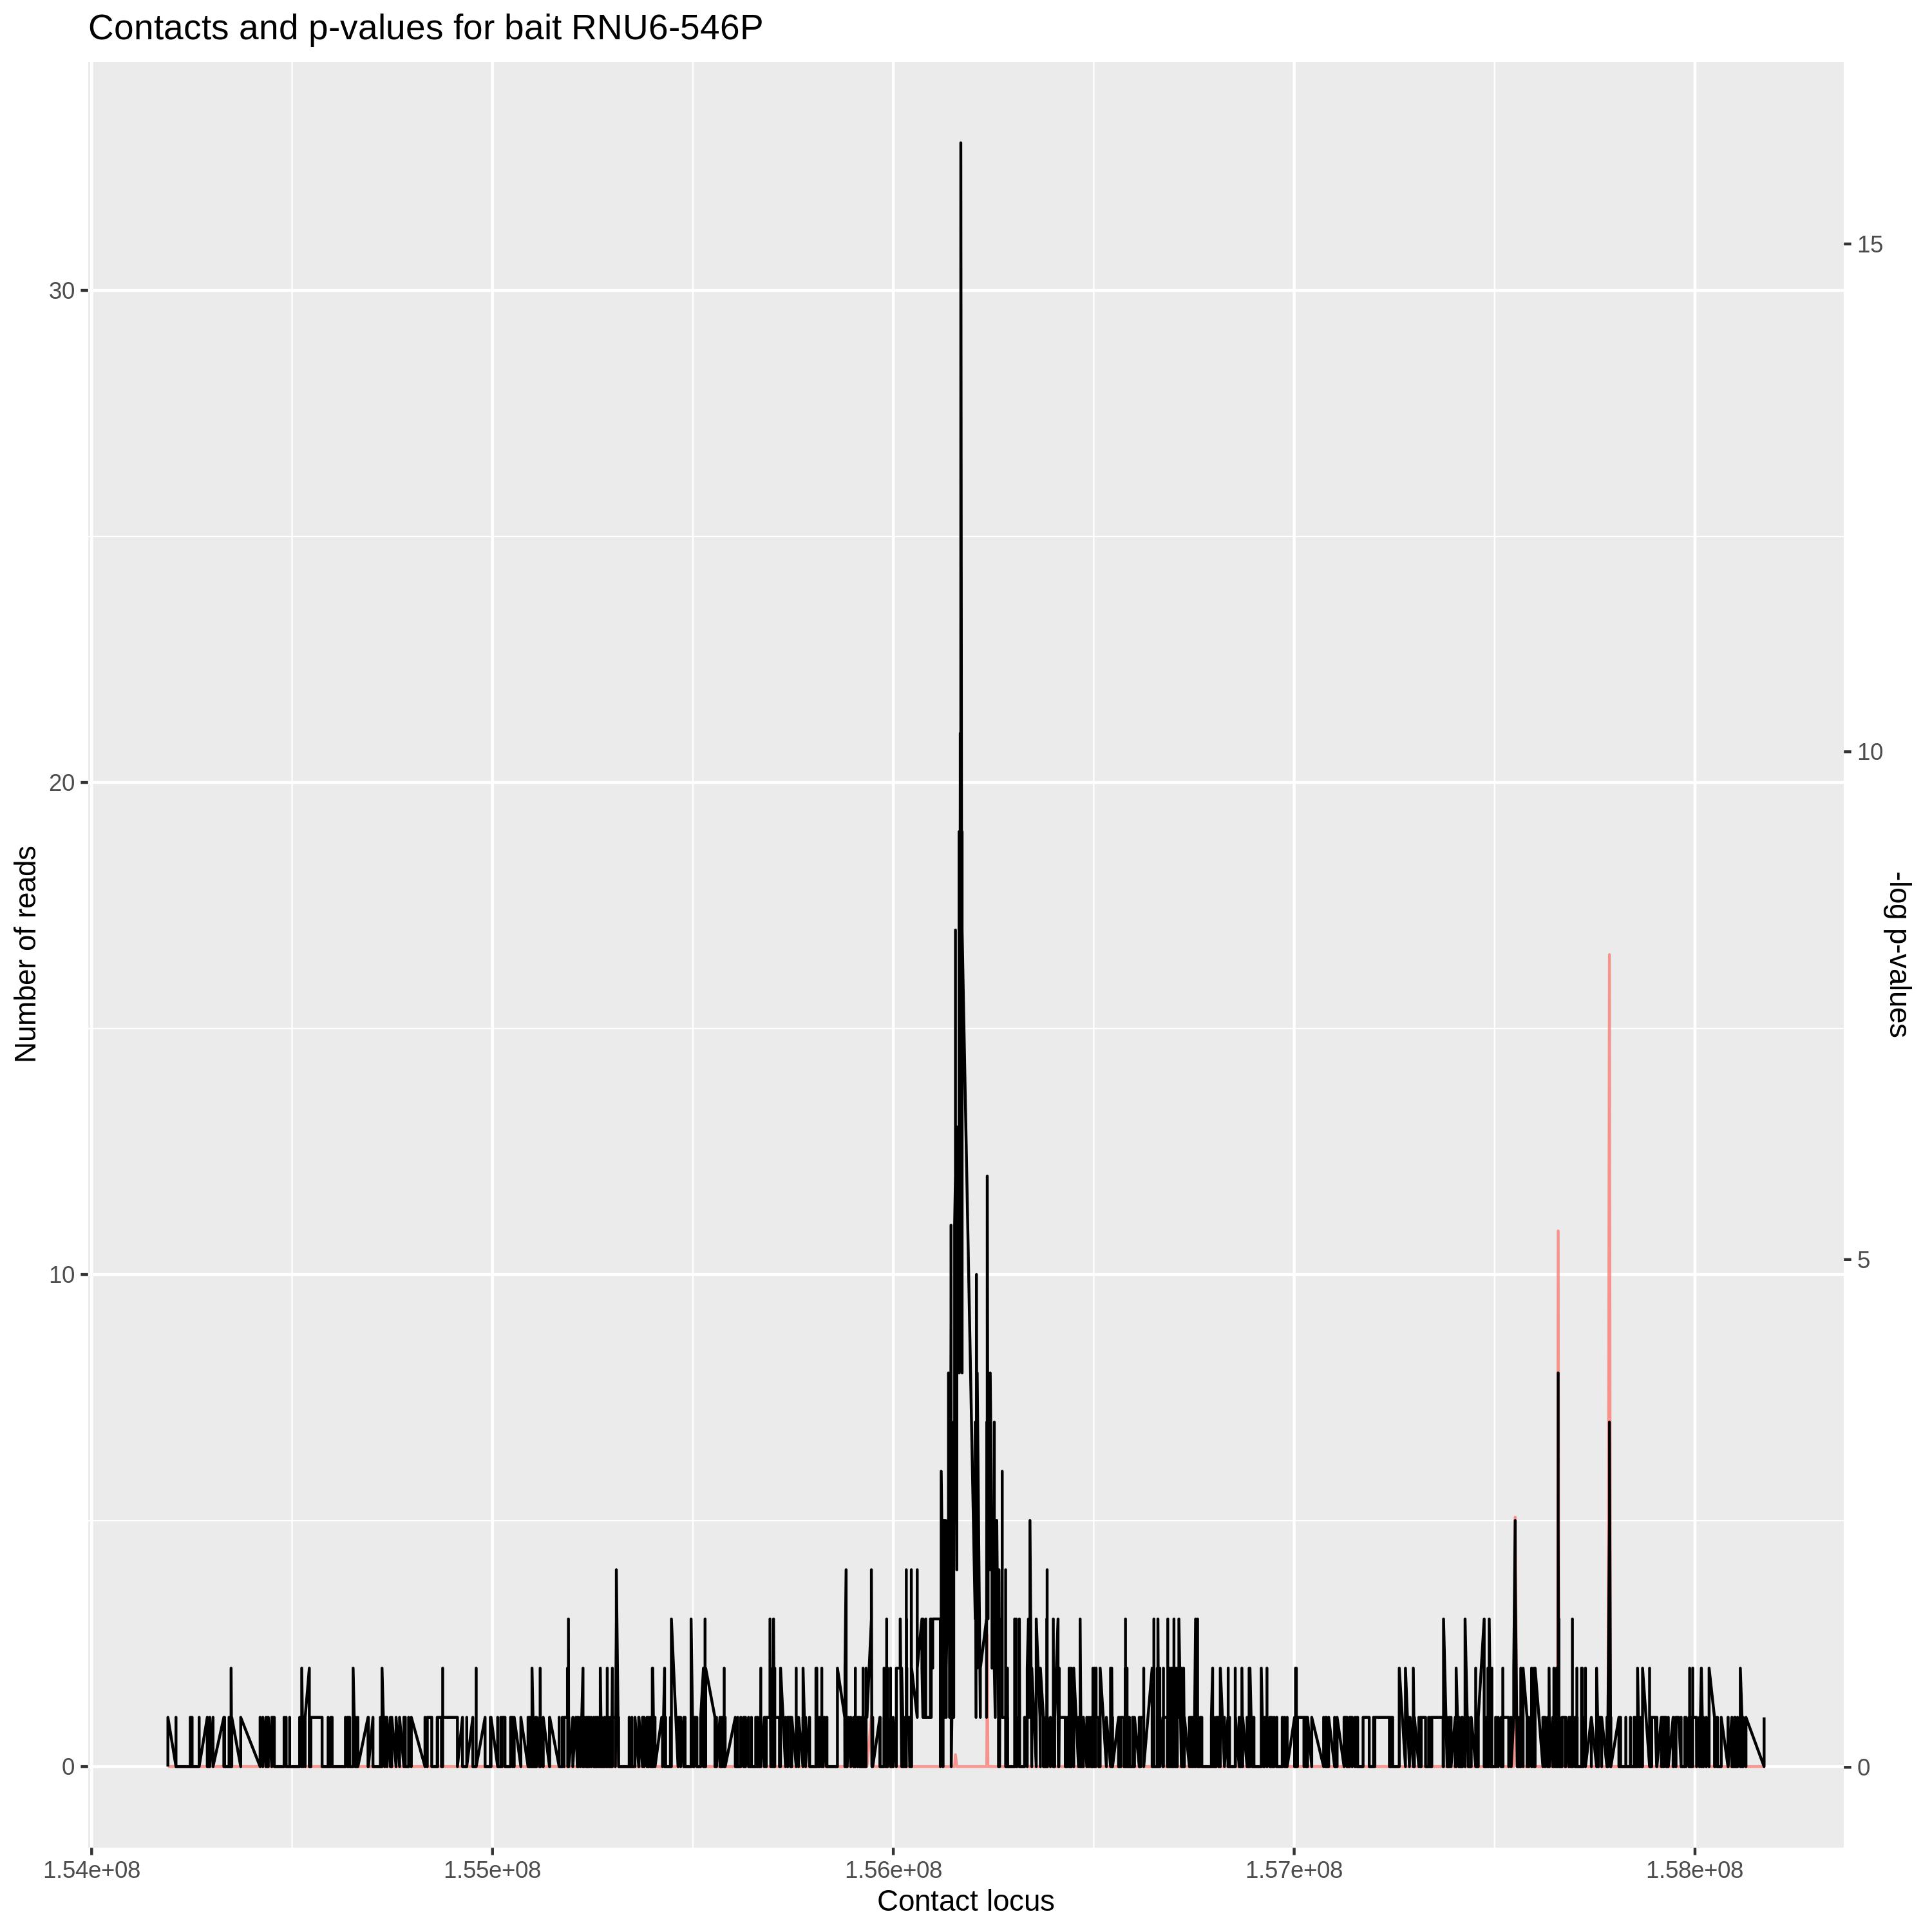 Contacts and p-values for bait RNU6-546P
30
20
10
0
Number of reads
15
10
5
0
-log p-values
1.54e+08 1.55e+08 1.56e+08 1.57e+08 1.58e+08
Contact locus